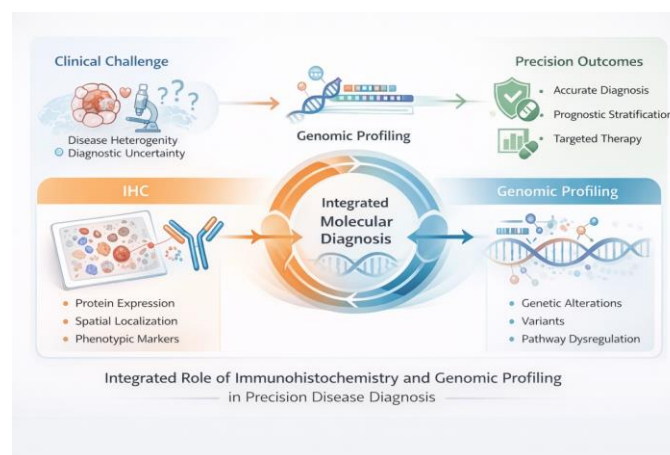 Clinical Challenge
???
Disease Heterogenity
Diagnostic Uncertainty
Genomic Profiling
Precision Outcomes
Accurate Diagnosis
Prognostic Stratification
Targeted Therapy
IHC
Protein Expression
Spatial Localization
Phenotypic Markers
Integrated
Molecular
Diagnosis
Genomic Profiling
Genetic Alterations
Variants
Pathway Dysregulation
Integrated Role of Immunohistochemistry and Genomic Profiling
in Precision Disease Diagnosis